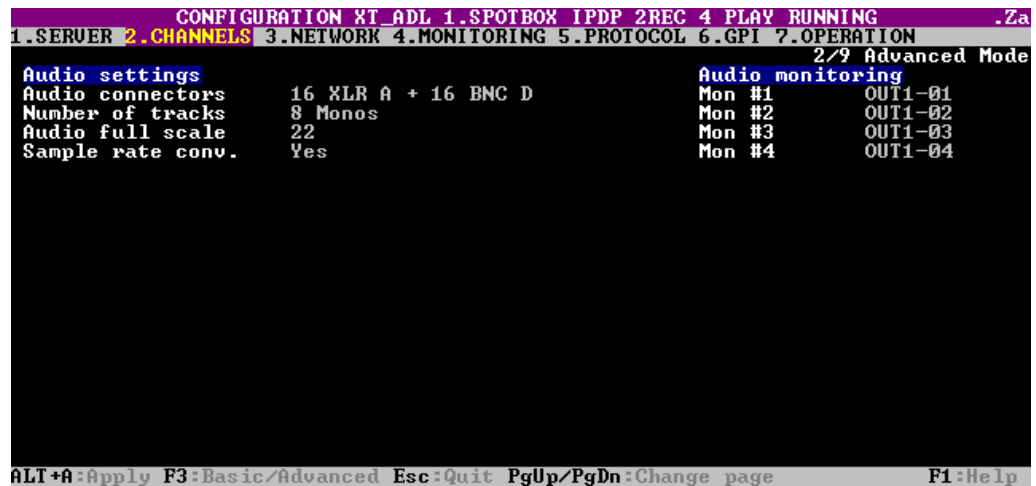 CONFIGURATION XT_ADL 1.SPOTBOX IPDP 2REC 4 PLAY RUNNING .Za
1.SERVER 2.CHANNELS 3.NETWORK 4.MONITORING 5.PROTOCOL 6.GPI 7.OPERATION
2/9 Advanced Mode
Audio settings Audio monitoring
Audio connectors 16 XLR A + 16 BNC D Mon #1 OUT1-01
Number of tracks 8 Monos Mon #2 OUT1-02
Audio full scale 22 Mon #3 OUT1-03
Sample rate conv. Yes Mon #4 OUT1-04
ALT+A:Apply F3:Basic/Advanced Esc:Quit PgUp/PgDn:Change page F1:Help